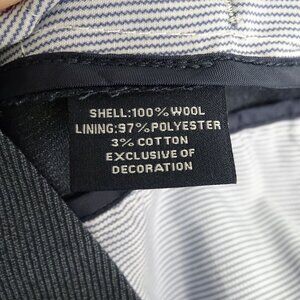 SHELL:100% WOOL
LINING:97% POLYESTER
3% COTTON
EXCLUSIVE OF
DECORATION